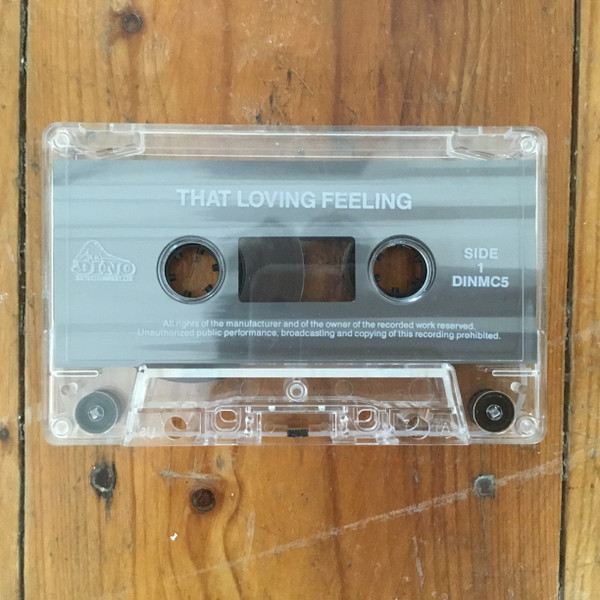 THAT LOVING FEELING
DINO
SIDE
1
DINMC5
All rights of the manufacturer and of the owner of the recorded work reserved.
Unauthorized public performance, broadcasting and copying of this recording prohibited.